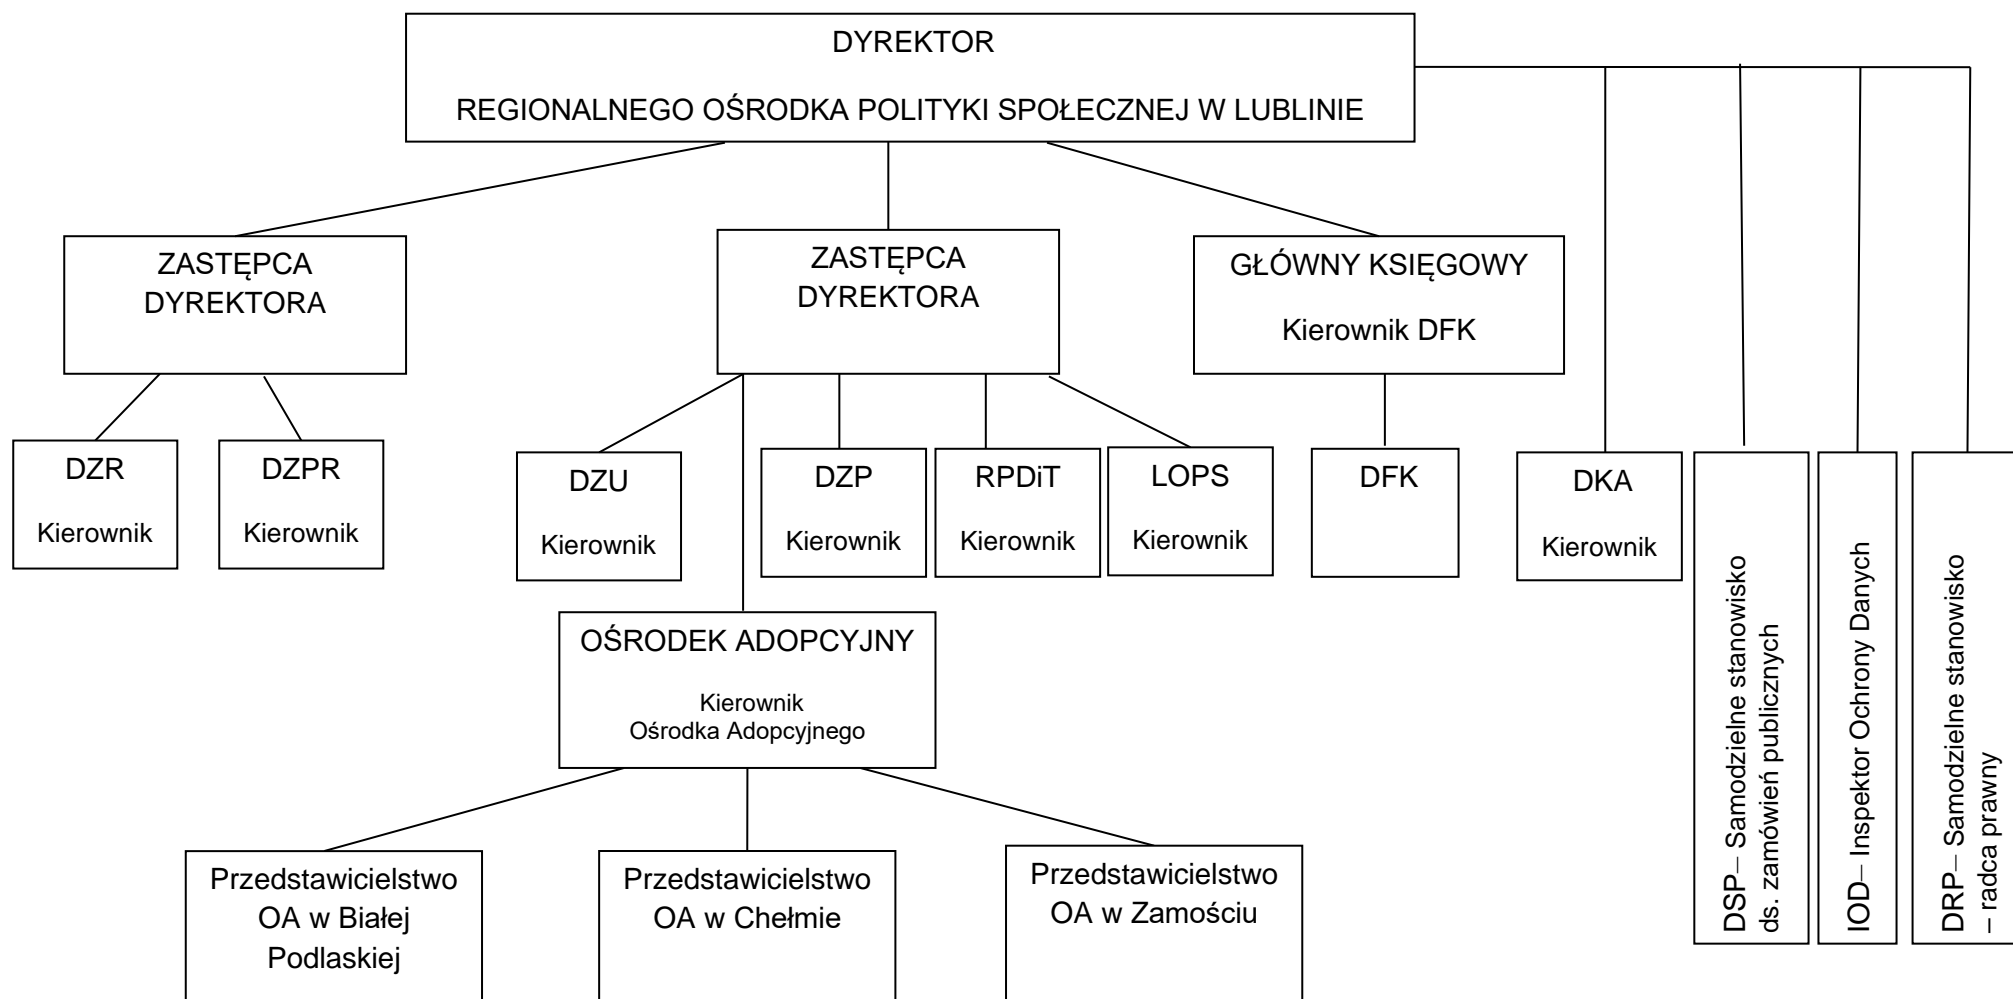 DYREKTOR
REGIONALNEGO OŚRODKA POLITYKI SPOŁECZNEJ W LUBLINIE
ZASTĘPCA
DYREKTORA
ZASTĘPCA
DYREKTORA
GŁÓWNY KSIĘGOWY
Kierownik DFK
DZR
Kierownik
DZPR
Kierownik
DZU
Kierownik
DZP
Kierownik
RPDiT
Kierownik
LOPS
Kierownik
DFK
DKA
Kierownik
DSP– Samodzielne stanowisko
ds. zamówień publicznych
IOD– Inspektor Ochrony Danych
DRP– Samodzielne stanowisko
– radca prawny
OŚRODEK ADOPCYJNY
Kierownik
Ośrodka Adopcyjnego
Przedstawicielstwo
OA w Białej
Podlaskiej
Przedstawicielstwo
OA w Chełmie
Przedstawicielstwo
OA w Zamościu